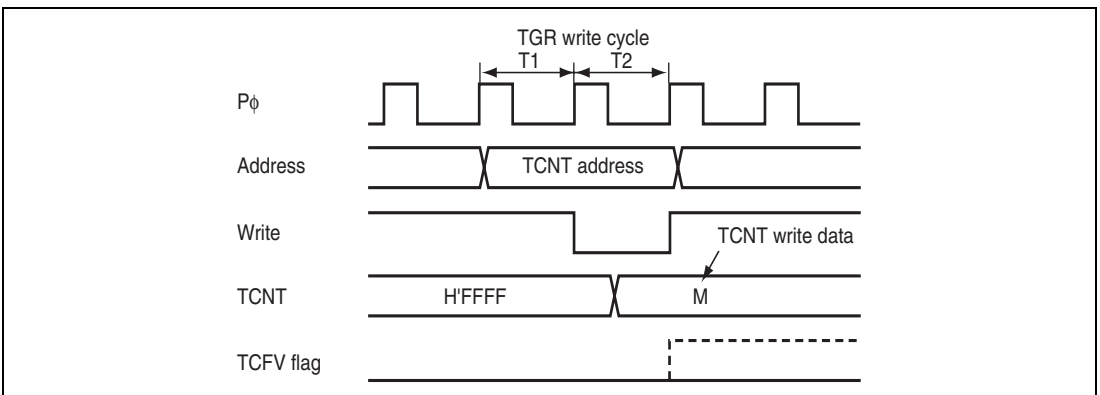 TGR write cycle
T1 T2
Pϕ
Address TCNT address
Write TCNT write data
TCNT H'FFFF M
TCFV flag